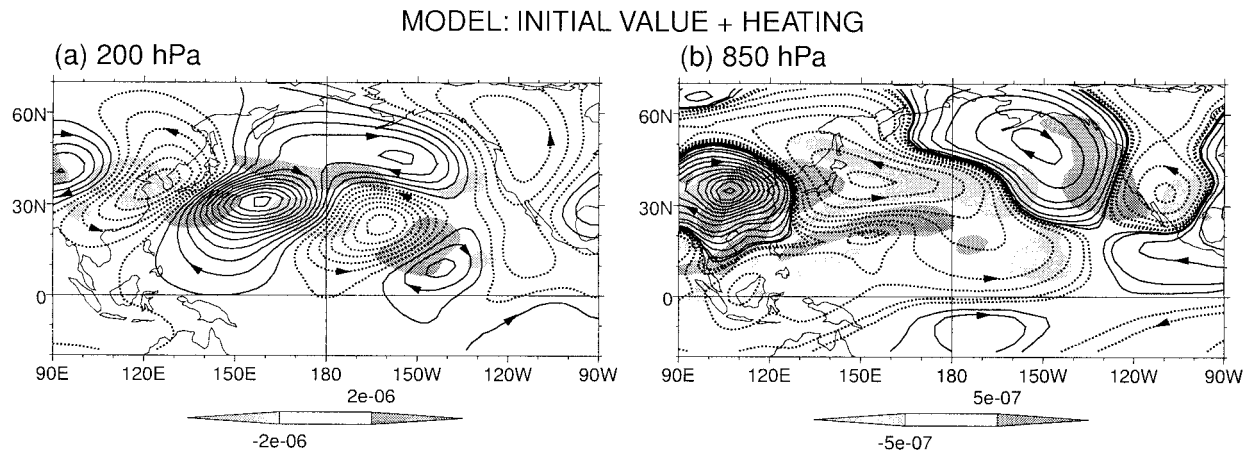 MODEL: INITIAL VALUE + HEATING
(a) 200 hPa
(b) 850 hPa
60N
30N
0
90E 120E 150E 180 150W 120W 90W
2e-06
-2e-06
60N
30N
0
90E 120E 150E 180 150W 120W 90W
5e-07
-5e-07